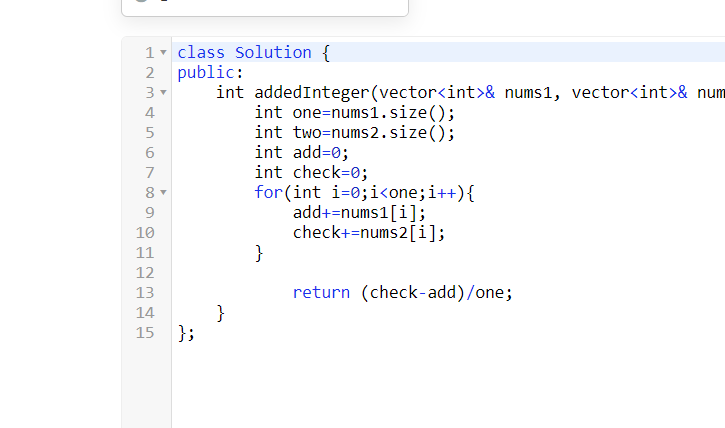 1 class Solution {
2 public:
3     int addedInteger(vector<int>& nums1, vector<int>& num
4         int one=nums1.size();
5         int two=nums2.size();
6         int add=0;
7         int check=0;
8         for(int i=0;i<one;i++){
9             add+=nums1[i];
10             check+=nums2[i];
11         }
12
13             return (check-add)/one;
14     }
15 };